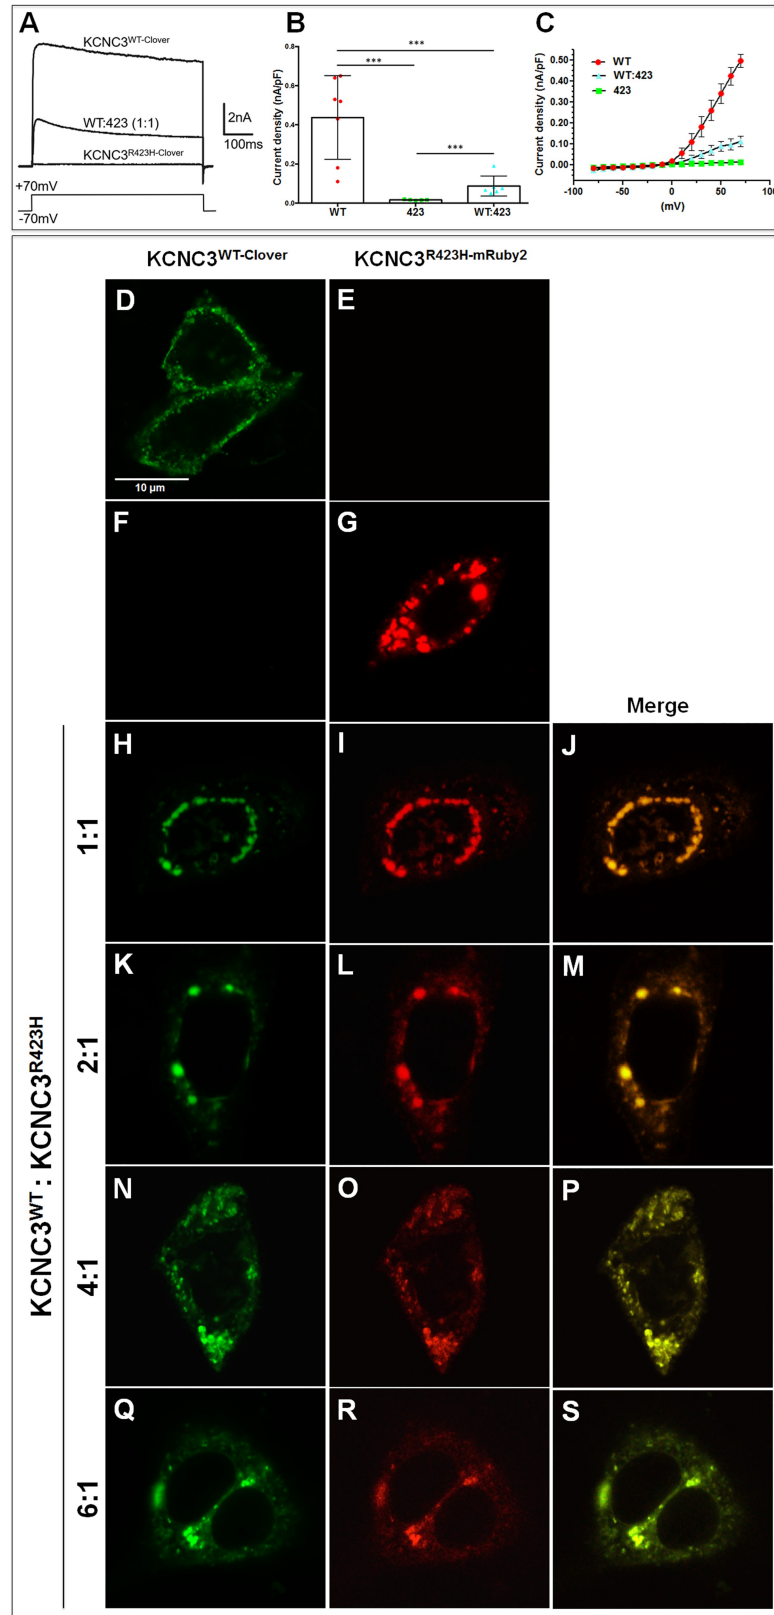 A
KCNC3WT-Clover
WT:423 (1:1)
KCNC3R423H-Clover
2nA
100ms
+70mV
-70mV
B
***
***
***
Current density (nA/pF)
0.8
0.6
0.4
0.2
0.0
WT
423
WT:423
C
WT
WT:423
423
Current density (nA/pF)
0.50
0.40
0.30
0.20
0.10
0.00
-100
-50
0
50
100
(mV)
KCNC3WT-Clover
KCNC3R423H-mRuby2
D
10 µm
E
F
G
Merge
KCNC3WT : KCNC3R423H
1:1
H
I
J
2:1
K
L
M
4:1
N
O
P
6:1
Q
R
S